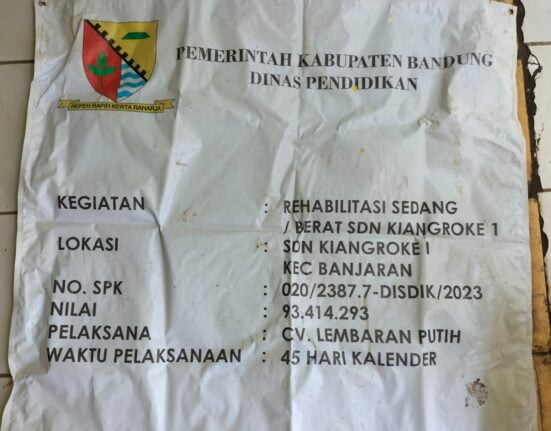 PEMERINTAH KABUPATEN BANDUNG
DINAS PENDIDIKAN
REPEH RAPIH KERTA RAHARJA
KEGIATAN : REHABILITASI SEDANG
/ BERAT SDN KIANGROKE 1
LOKASI : SDN KIANGROKE I
KEC BANJARAN
NO. SPK : 020/2387.7-DISDIK/2023
NILAI : 93.414.293
PELAKSANA : CV. LEMBARAN PUTIH
WAKTU PELAKSANAAN : 45 HARI KALENDER